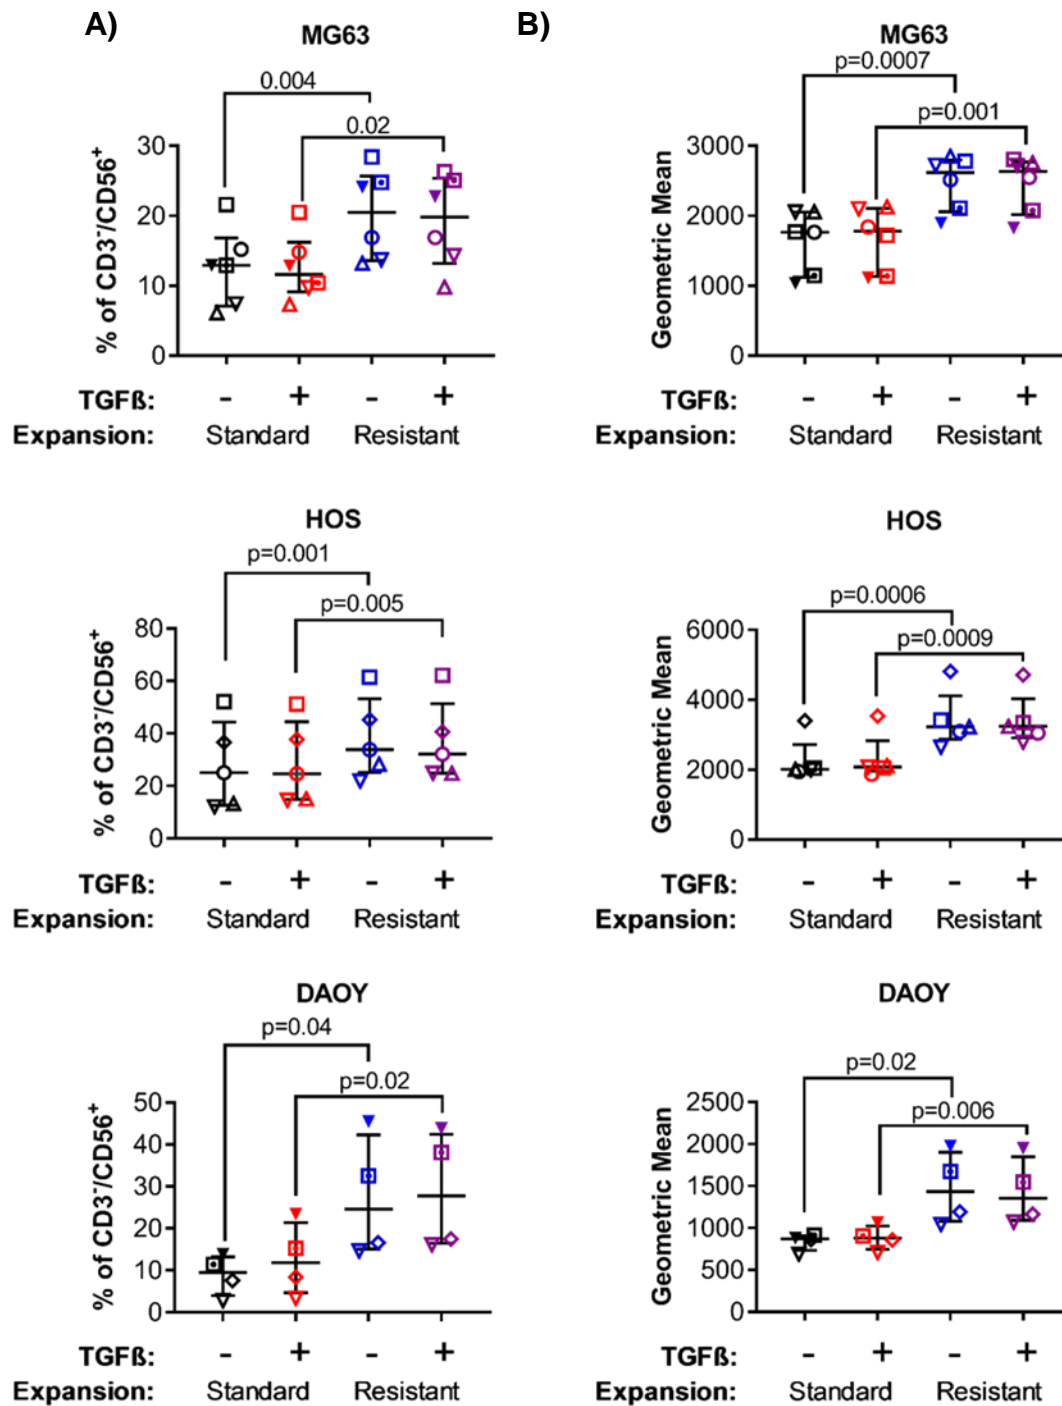 A)
B)
MG63
0.004
0.02
% of CD3⁻/CD56⁺
30
20
10
0
TGFß: - + - +
Expansion: Standard Resistant
MG63
p=0.0007
p=0.001
Geometric Mean
3000
2000
1000
0
TGFß: - + - +
Expansion: Standard Resistant
HOS
p=0.001
p=0.005
% of CD3⁻/CD56⁺
80
60
40
20
0
TGFß: - + - +
Expansion: Standard Resistant
HOS
p=0.0006
p=0.0009
Geometric Mean
6000
4000
2000
0
TGFß: - + - +
Expansion: Standard Resistant
DAOY
p=0.04
p=0.02
% of CD3⁻/CD56⁺
50
40
30
20
10
0
TGFß: - + - +
Expansion: Standard Resistant
DAOY
p=0.02
p=0.006
Geometric Mean
2500
2000
1500
1000
500
0
TGFß: - + - +
Expansion: Standard Resistant